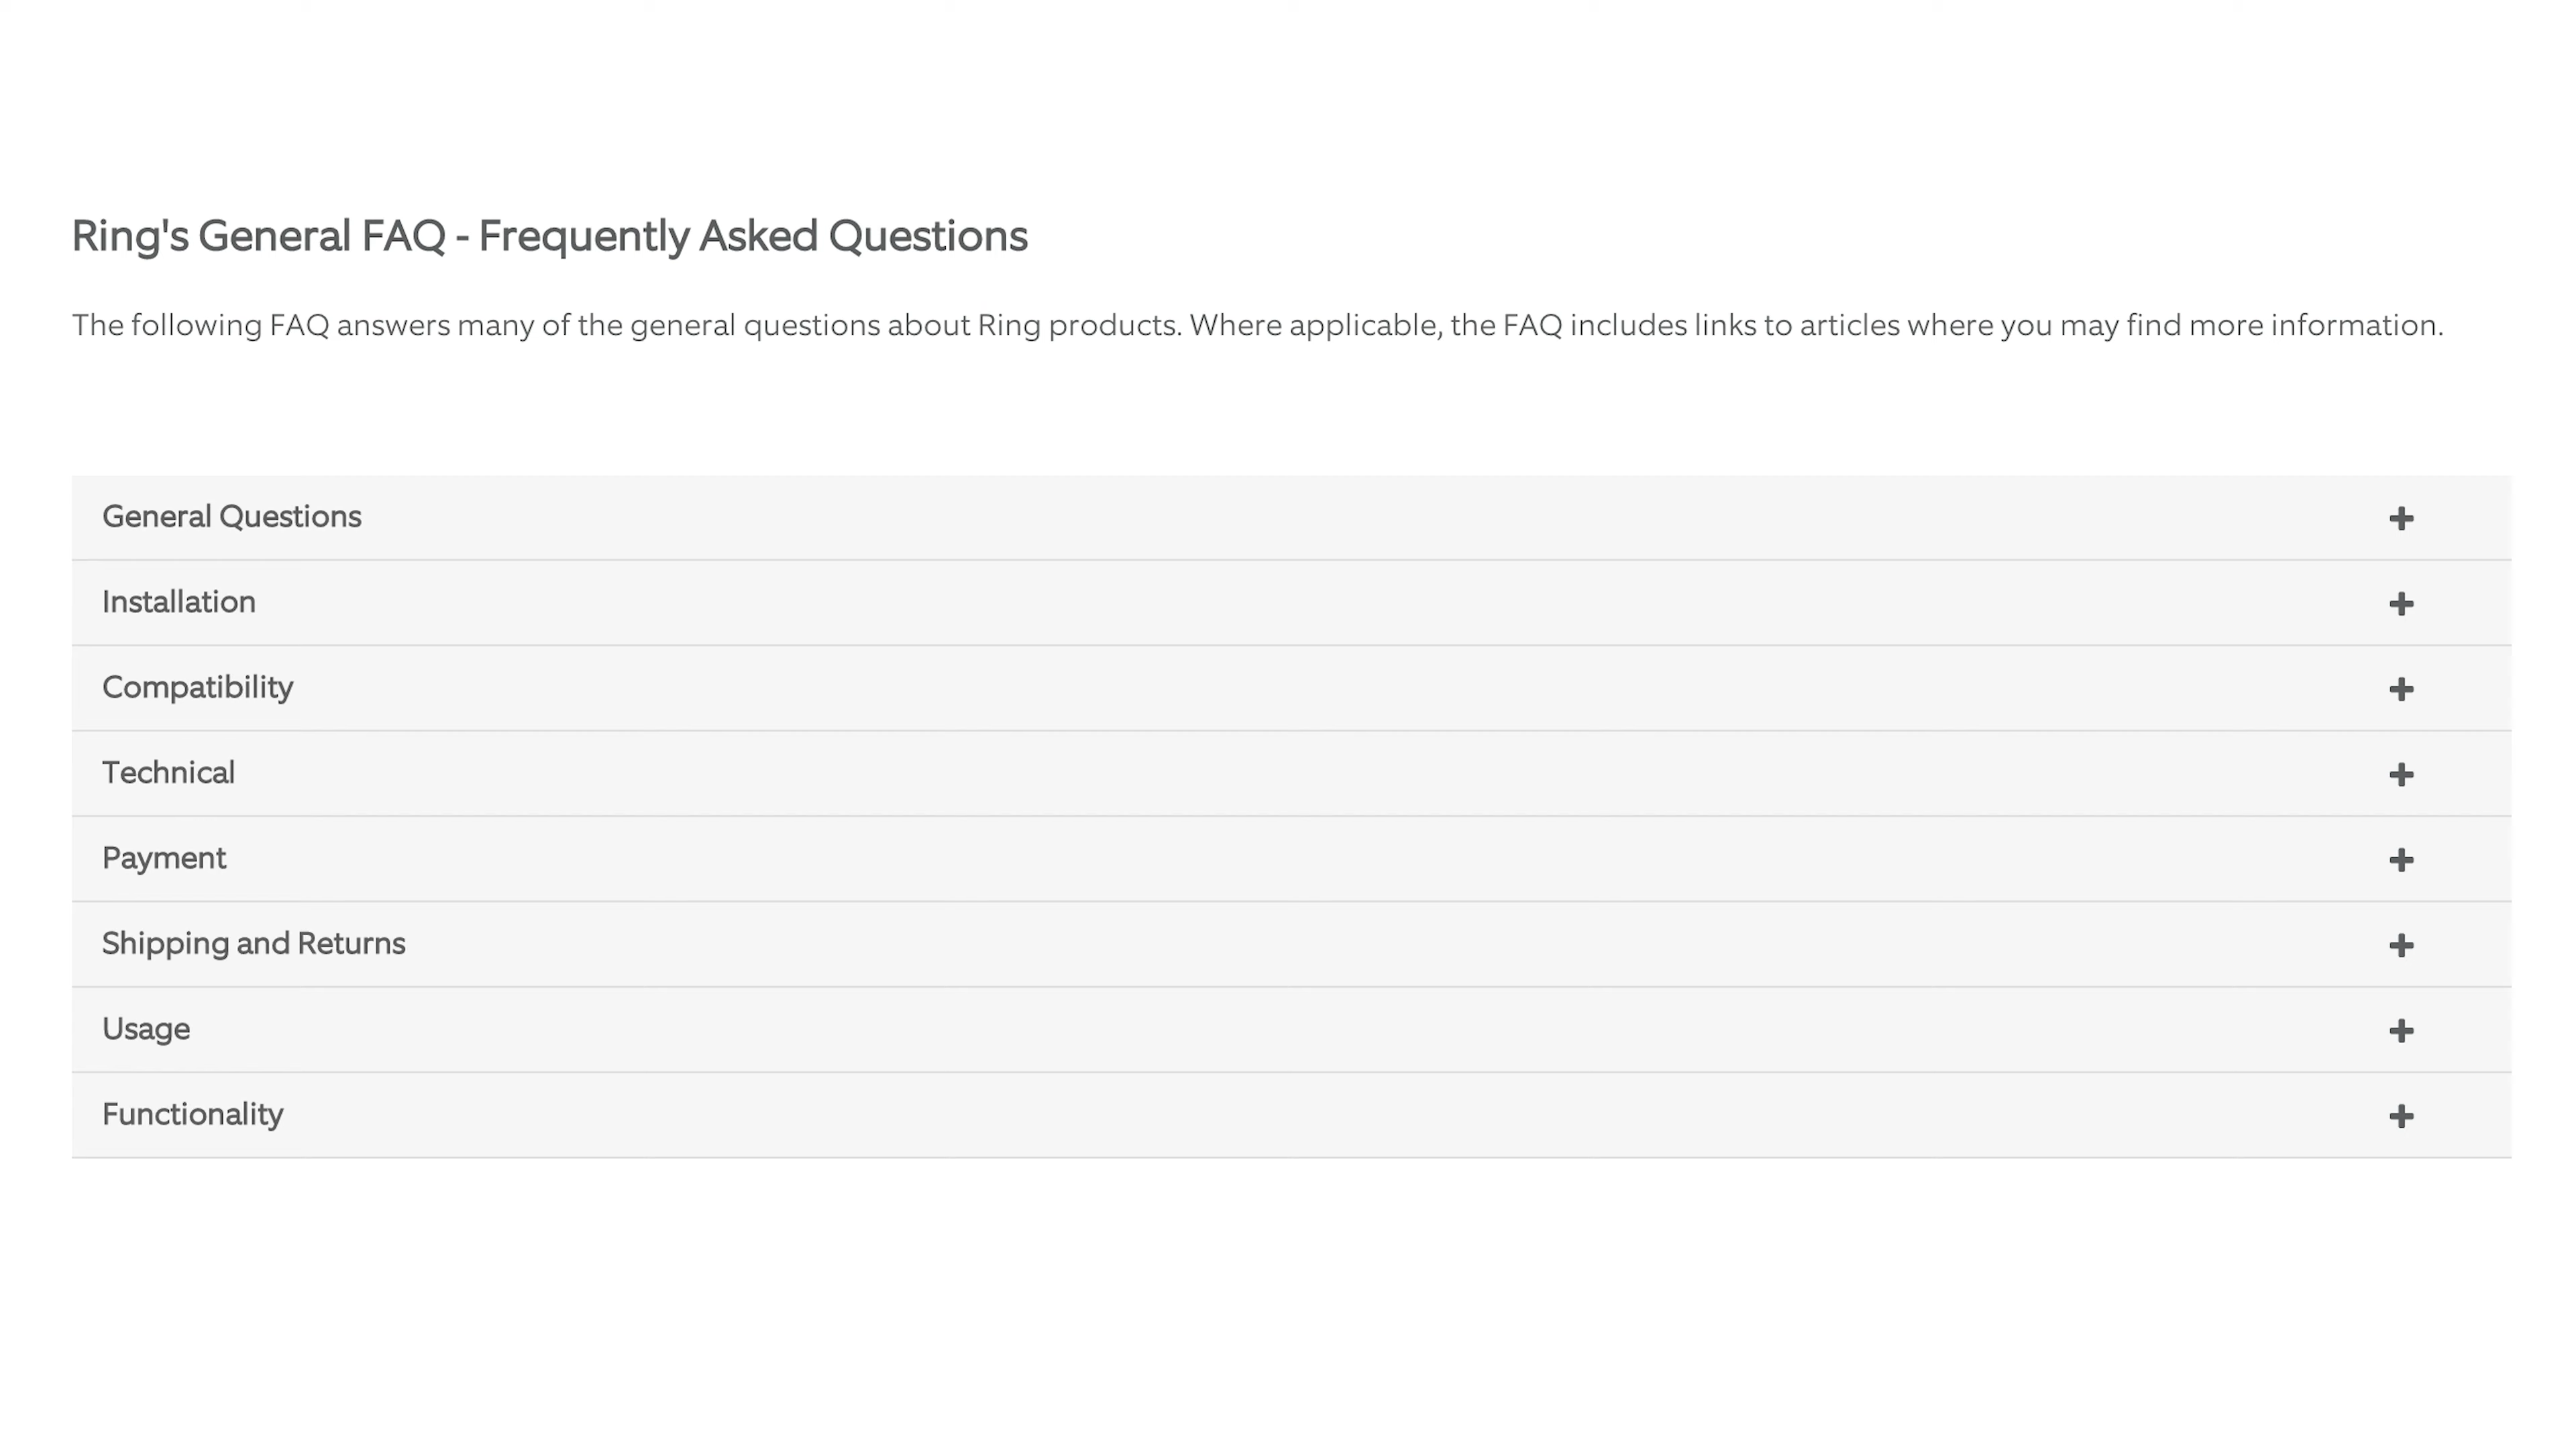 Ring's General FAQ - Frequently Asked Questions
The following FAQ answers many of the general questions about Ring products. Where applicable, the FAQ includes links to articles where you may find more information.
General Questions
Installation
Compatibility
Technical
Payment
Shipping and Returns
Usage
Functionality